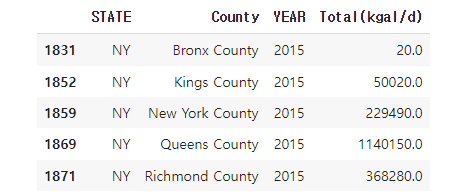 STATE County YEAR Total(kgal/d)
1831 NY Bronx County 2015 20.0
1852 NY Kings County 2015 50020.0
1859 NY New York County 2015 229490.0
1869 NY Queens County 2015 1140150.0
1871 NY Richmond County 2015 368280.0